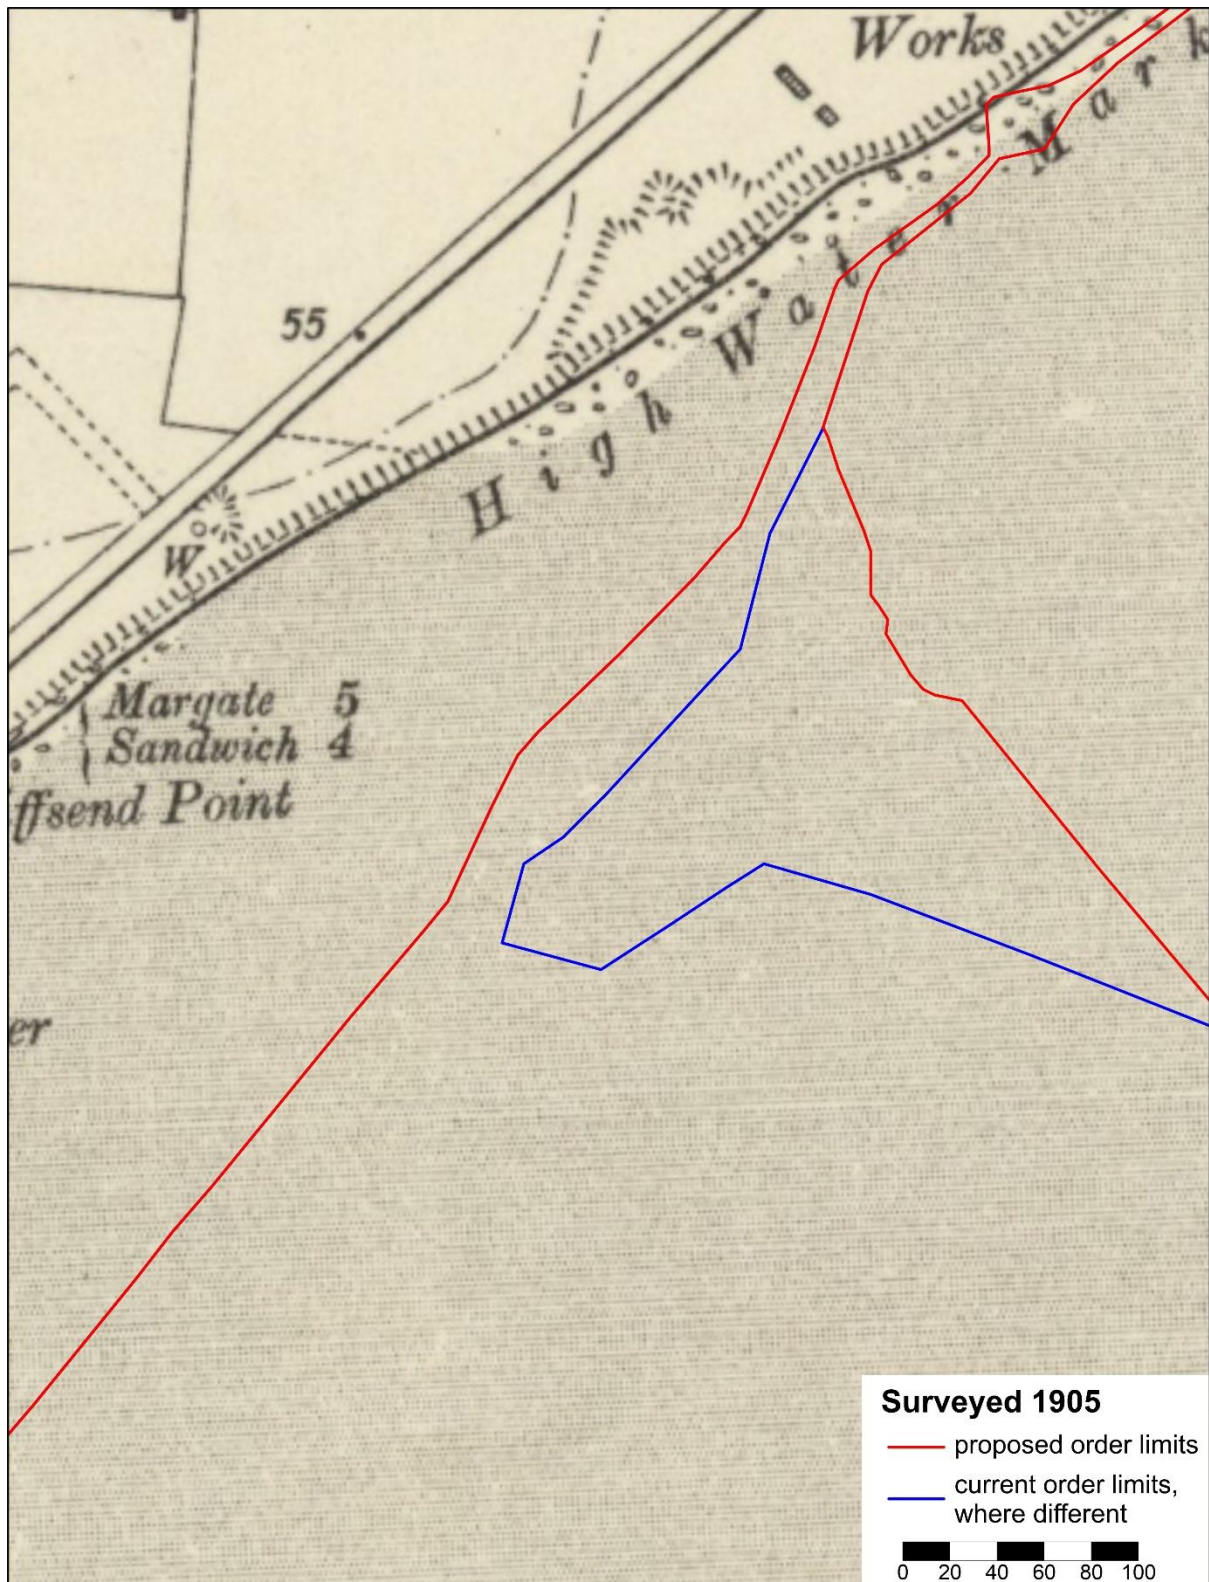 Works
55
High Water Mark
W
Margate 5
Sandwich 4
ffsend Point
er
Surveyed 1905
proposed order limits
current order limits,
where different
0 20 40 60 80 100